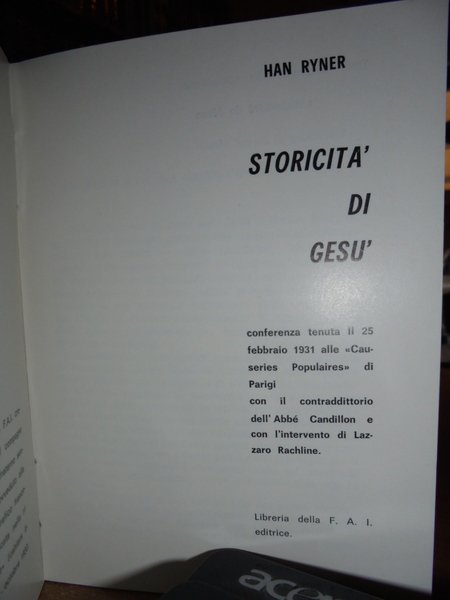 HAN RYNER
STORICITA'
DI
GESU'
conferenza tenuta il 25
febbraio 1931 alle «Cau-
series Populaires» di
Parigi
con il contraddittorio
dell'Abbé Candillon e
con l'intervento di Laz-
zaro Rachline.
Libreria della F. A. I.
editrice.
F.A.I.
acer